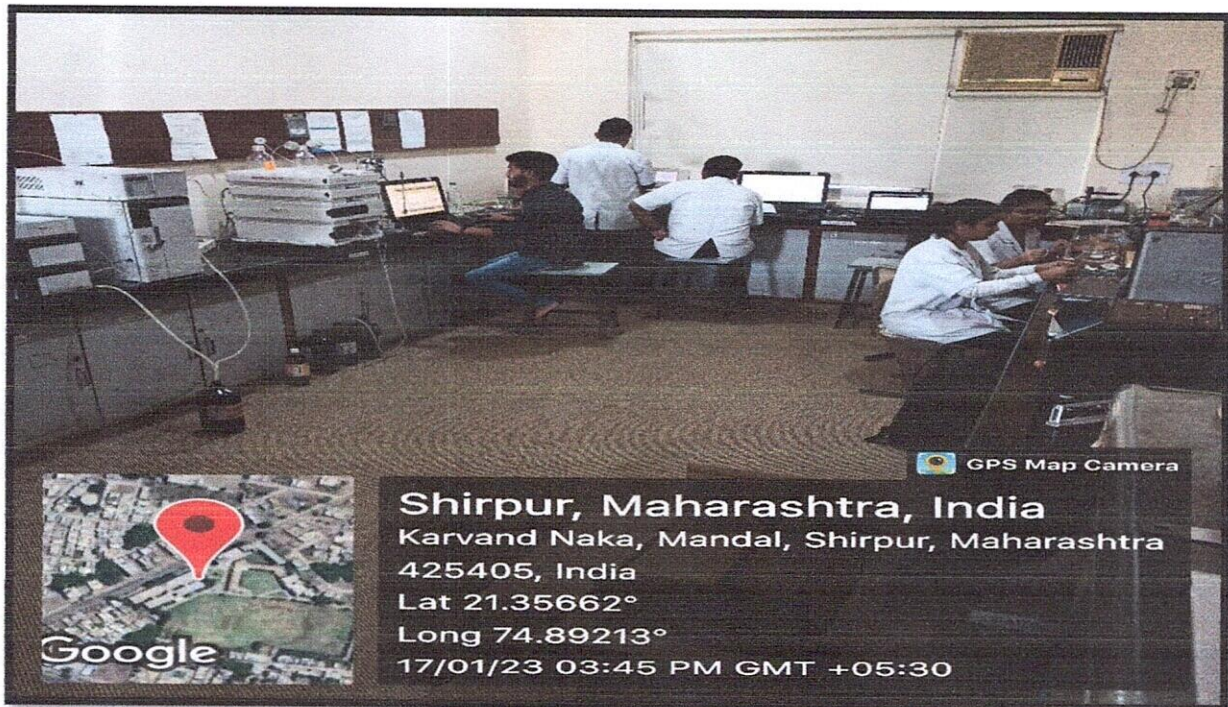 GPS Map Camera
Shirpur, Maharashtra, India
Karvand Naka, Mandal, Shirpur, Maharashtra
425405, India
Lat 21.35662°
Long 74.89213°
17/01/23 03:45 PM GMT +05:30
Google